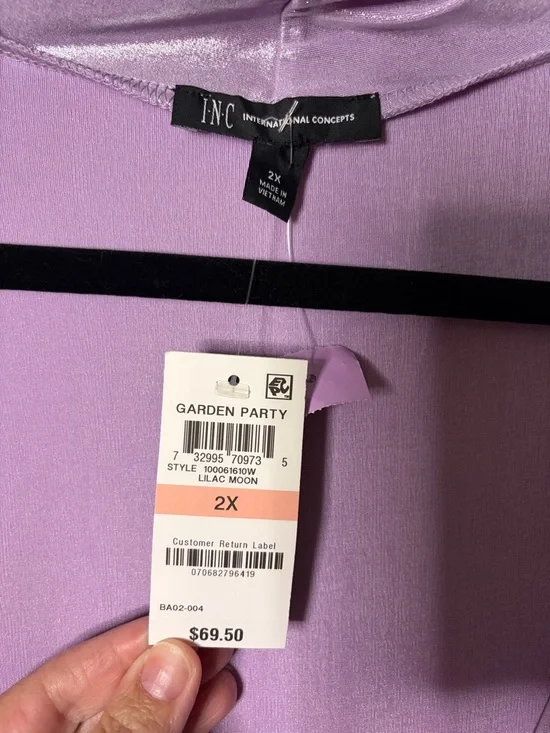 I·N·C INTERNATIONAL CONCEPTS
2X
MADE IN
VIETNAM
EPC
GARDEN PARTY
7 32995 70973 5
STYLE 100061610W
LILAC MOON
2X
Customer Return Label
070682796419
BA02-004
$69.50